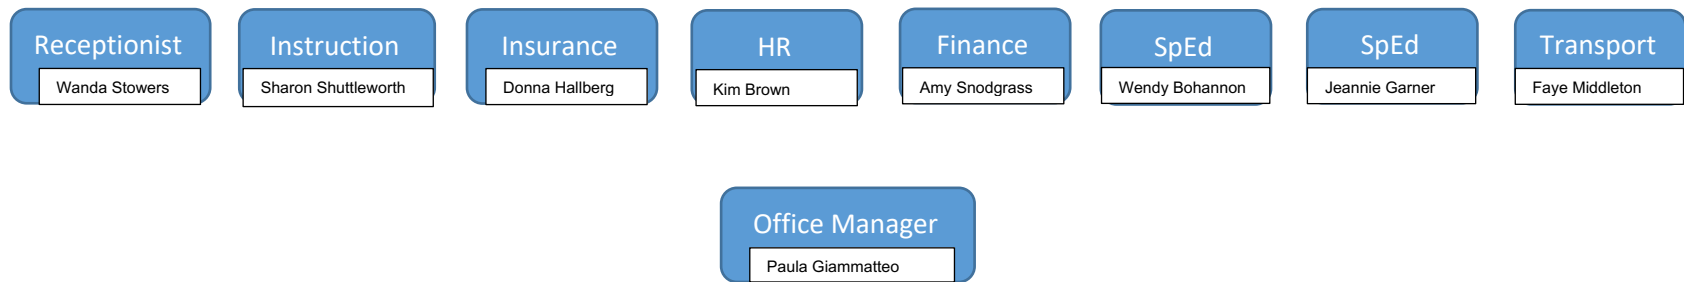 Receptionist
Wanda Stowers
Instruction
Sharon Shuttleworth
Insurance
Donna Hallberg
HR
Kim Brown
Finance
Amy Snodgrass
SpEd
Wendy Bohannon
SpEd
Jeannie Garner
Transport
Faye Middleton
Office Manager
Paula Giammatteo